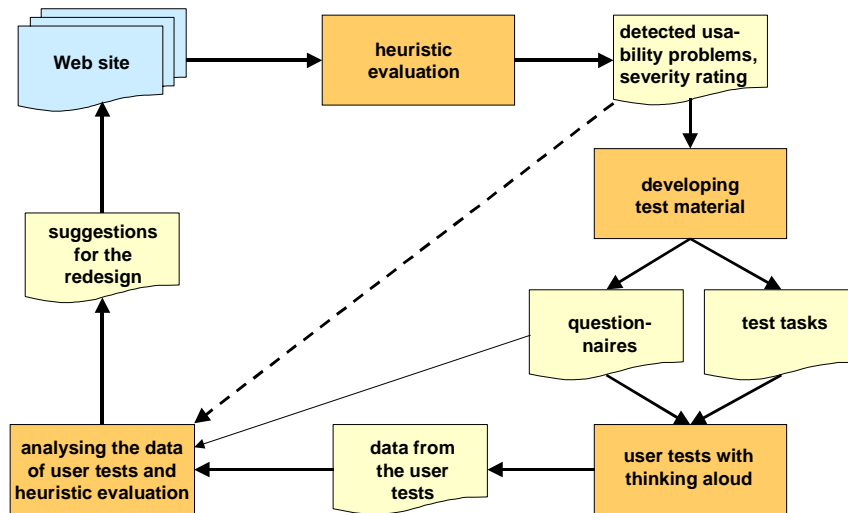 Web site
heuristic
evaluation
detected usa-
bility problems,
severity rating
developing
test material
suggestions
for the
redesign
question-
naires
test tasks
analysing the data
of user tests and
heuristic evaluation
data from
the user
tests
user tests with
thinking aloud